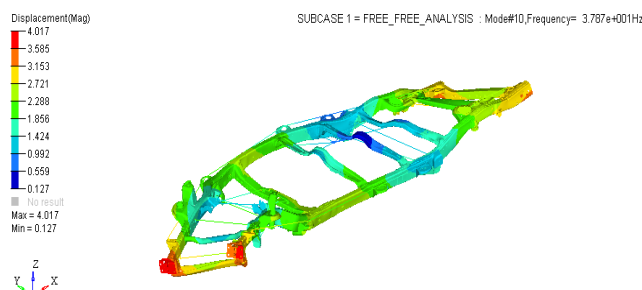 Displacement(Mag)
SUBCASE 1 = FREE_FREE_ANALYSIS : Mode#10,Frequency= 3.787e+001Hz
4.017
3.585
3.153
2.721
2.288
1.856
1.424
0.992
0.559
0.127
No result
Max = 4.017
Min = 0.127
Z
Y X